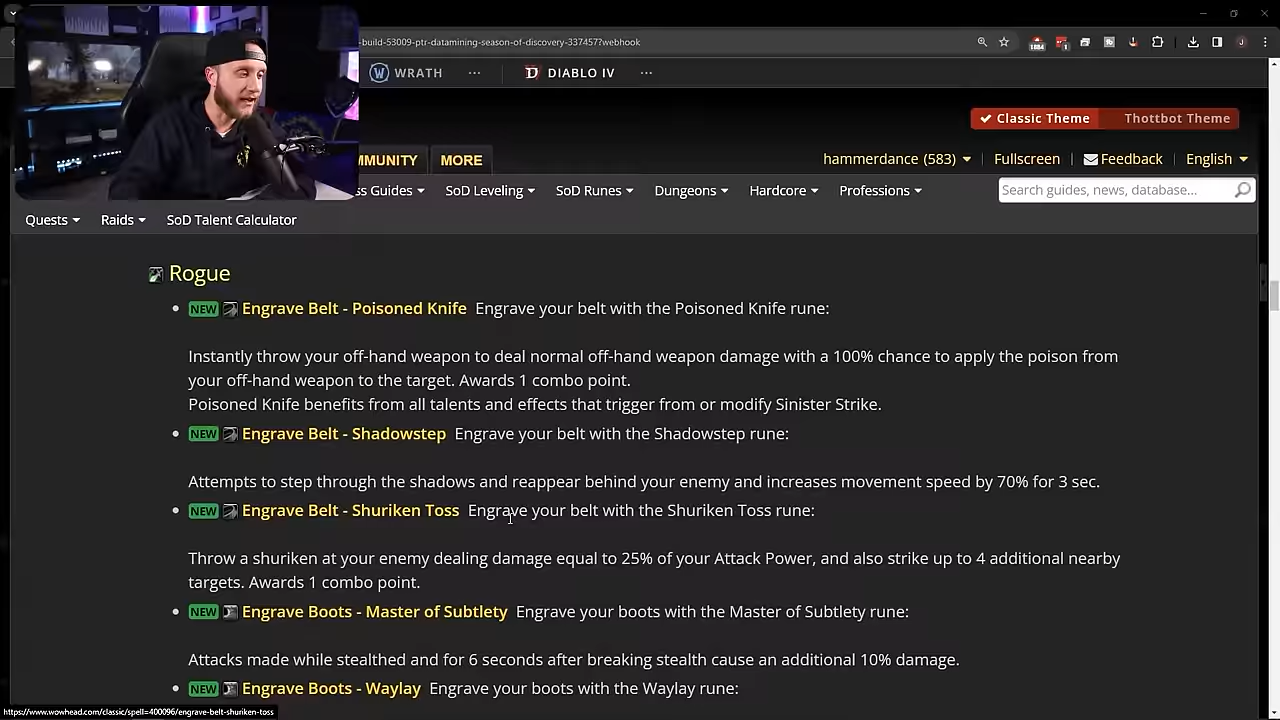 build-53009-ptr-datamining-season-of-discovery-337457?webhook
WRATH ··· DIABLO IV ···
Classic Theme Thottbot Theme
MMUNITY MORE hammerdance (583) Fullscreen Feedback English
ss Guides SoD Leveling SoD Runes Dungeons Hardcore Professions Search guides, news, database...
Quests Raids SoD Talent Calculator
Rogue
NEW Engrave Belt - Poisoned Knife Engrave your belt with the Poisoned Knife rune:
Instantly throw your off-hand weapon to deal normal off-hand weapon damage with a 100% chance to apply the poison from
your off-hand weapon to the target. Awards 1 combo point.
Poisoned Knife benefits from all talents and effects that trigger from or modify Sinister Strike.
NEW Engrave Belt - Shadowstep Engrave your belt with the Shadowstep rune:
Attempts to step through the shadows and reappear behind your enemy and increases movement speed by 70% for 3 sec.
NEW Engrave Belt - Shuriken Toss Engrave your belt with the Shuriken Toss rune:
Throw a shuriken at your enemy dealing damage equal to 25% of your Attack Power, and also strike up to 4 additional nearby
targets. Awards 1 combo point.
NEW Engrave Boots - Master of Subtlety Engrave your boots with the Master of Subtlety rune:
Attacks made while stealthed and for 6 seconds after breaking stealth cause an additional 10% damage.
NEW Engrave Boots - Waylay Engrave your boots with the Waylay rune:
https://www.wowhead.com/classic/spell=400096/engrave-belt-shuriken-toss